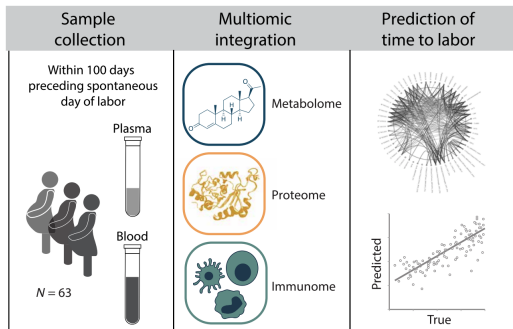 Sample
collection
Multiomic
integration
Prediction of
time to labor
Within 100 days
preceding spontaneous
day of labor
Plasma
Blood
N = 63
Metabolome
O
H
H
H
H
O
Proteome
Immunome
Predicted
True